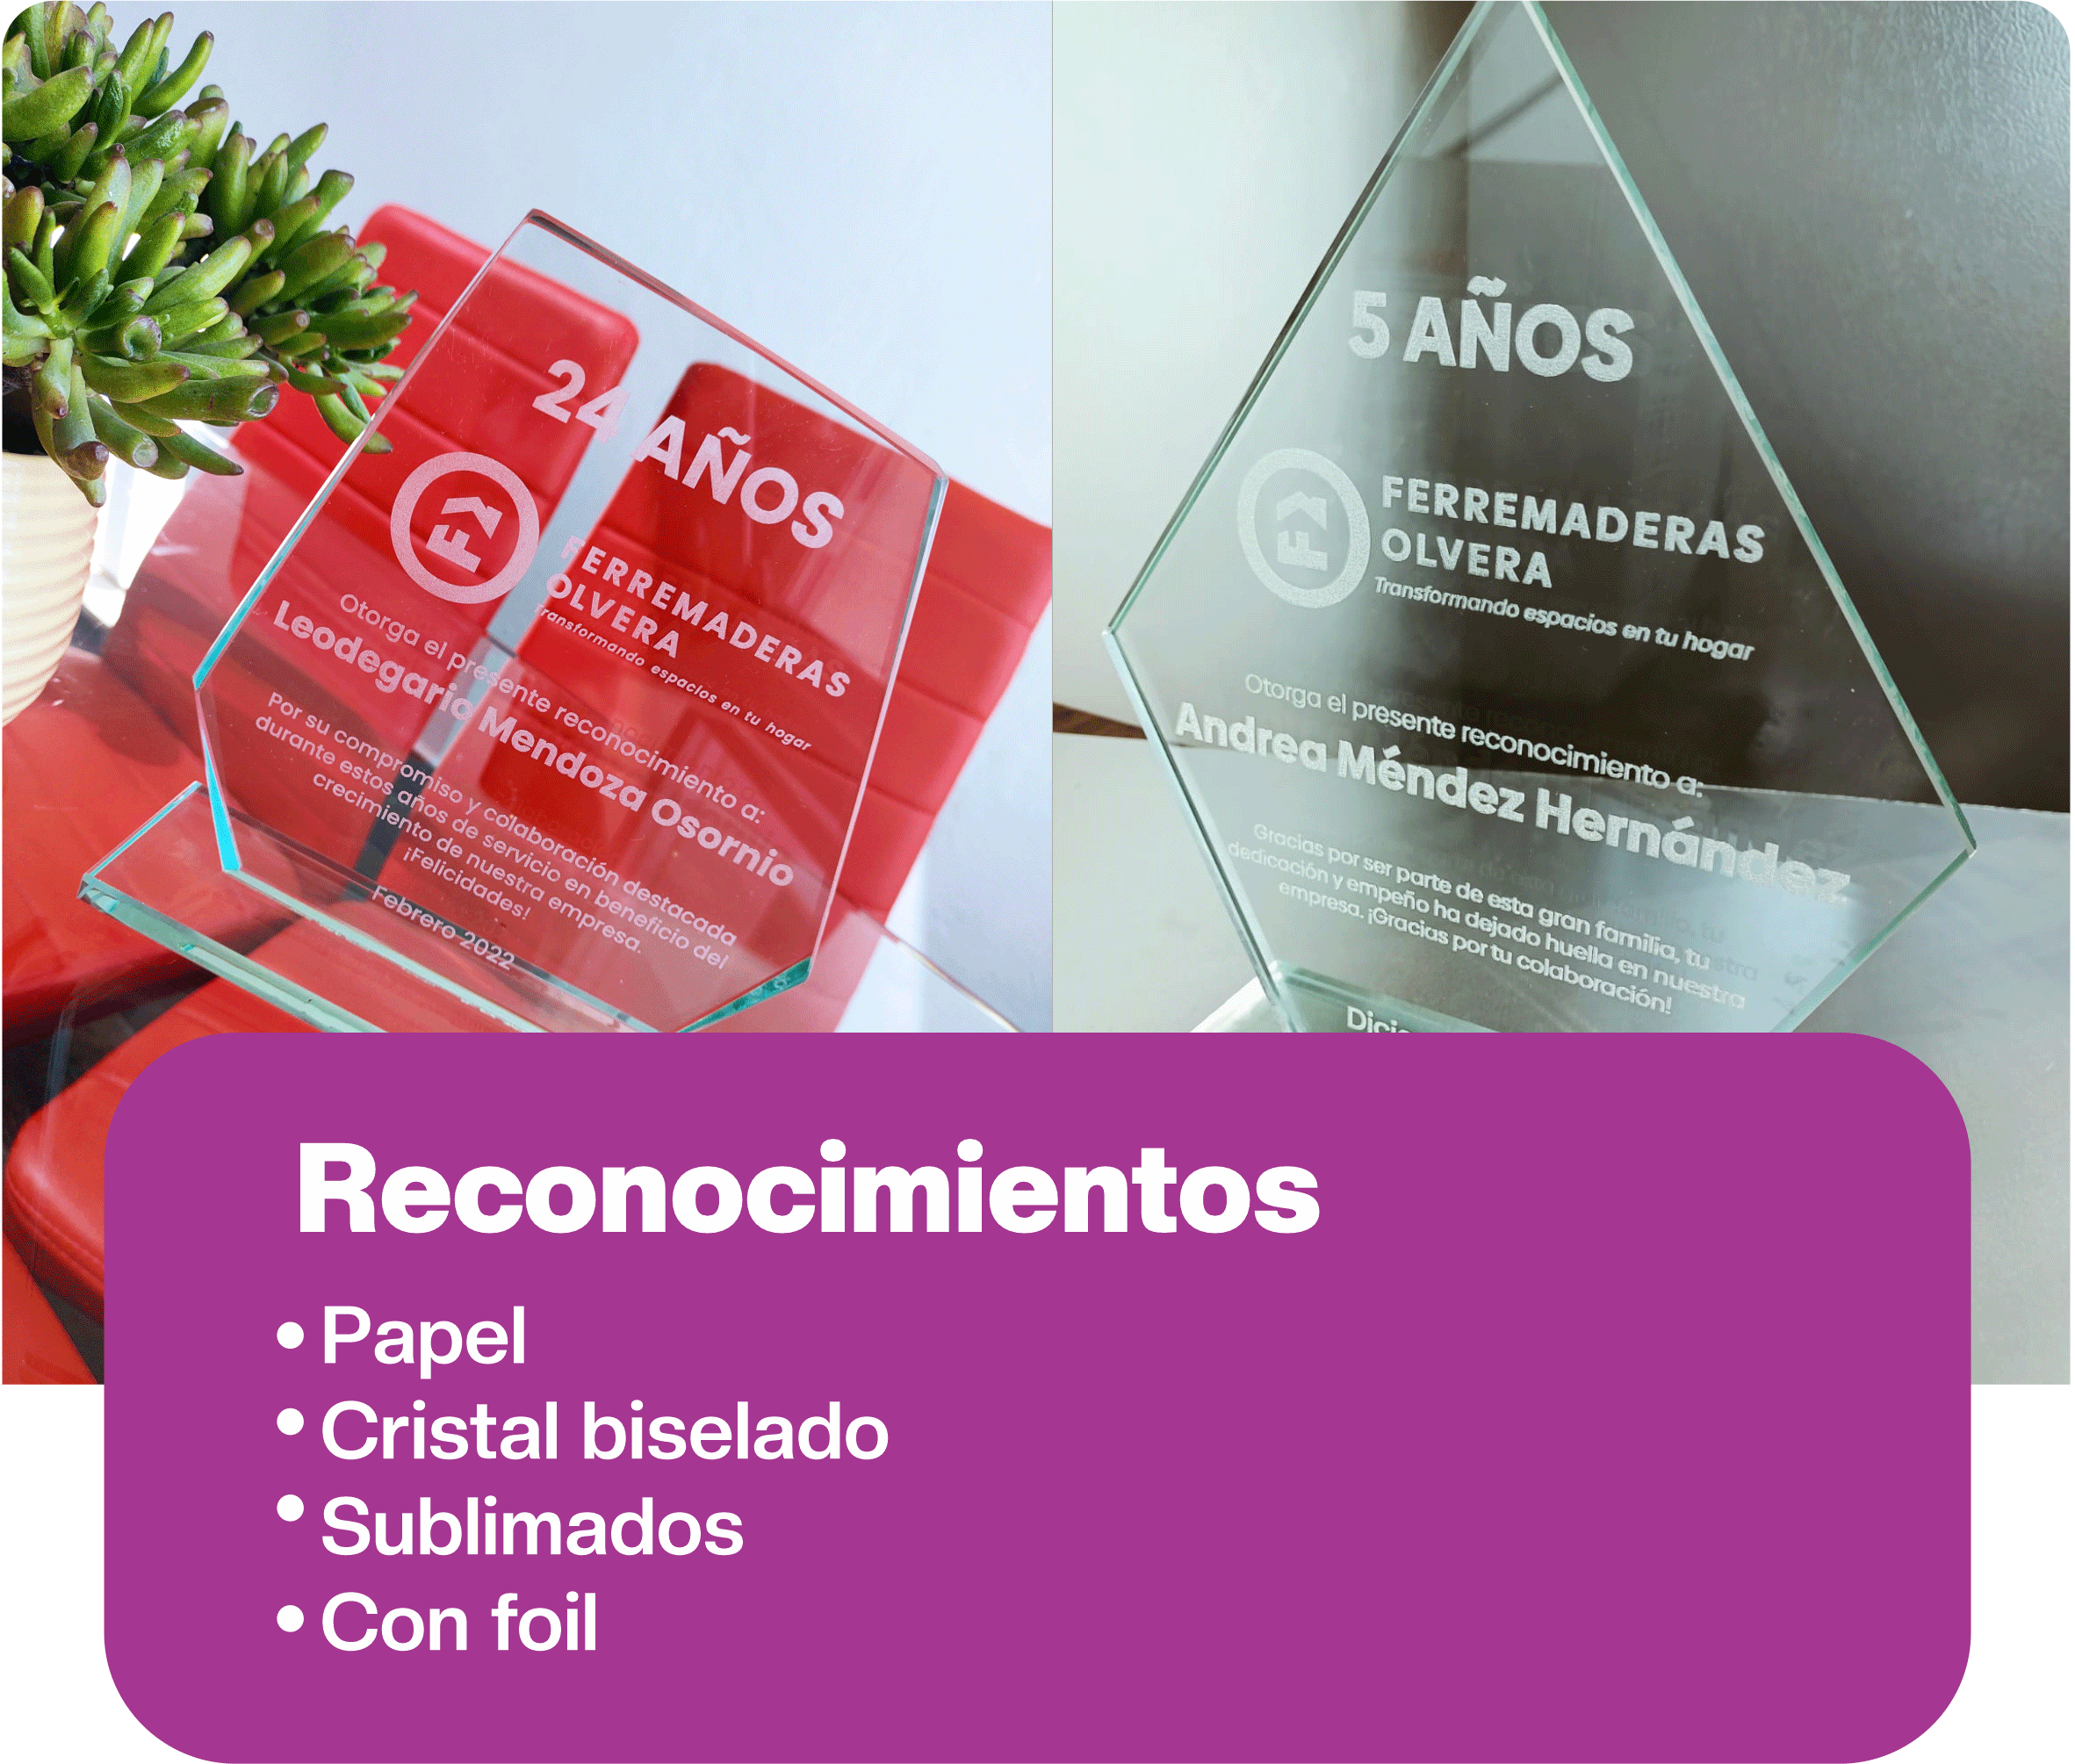 24 AÑOS
FERREMADERAS
OLVERA
Transformando espacios en tu hogar
Otorga el presente reconocimiento a:
Leodegario Mendoza Osornio
Por su compromiso y colaboración destacada
durante estos años de servicio en beneficio del
crecimiento de nuestra empresa.
¡Felicidades!
Febrero 2022
5 AÑOS
FERREMADERAS
OLVERA
Transformando espacios en tu hogar
Otorga el presente reconocimiento a:
Andrea Méndez Hernández
Gracias por ser parte de esta gran familia, tu
dedicación y empeño ha dejado huella en nuestra
empresa. ¡Gracias por tu colaboración!
Reconocimientos
• Papel
• Cristal biselado
• Sublimados
• Con foil